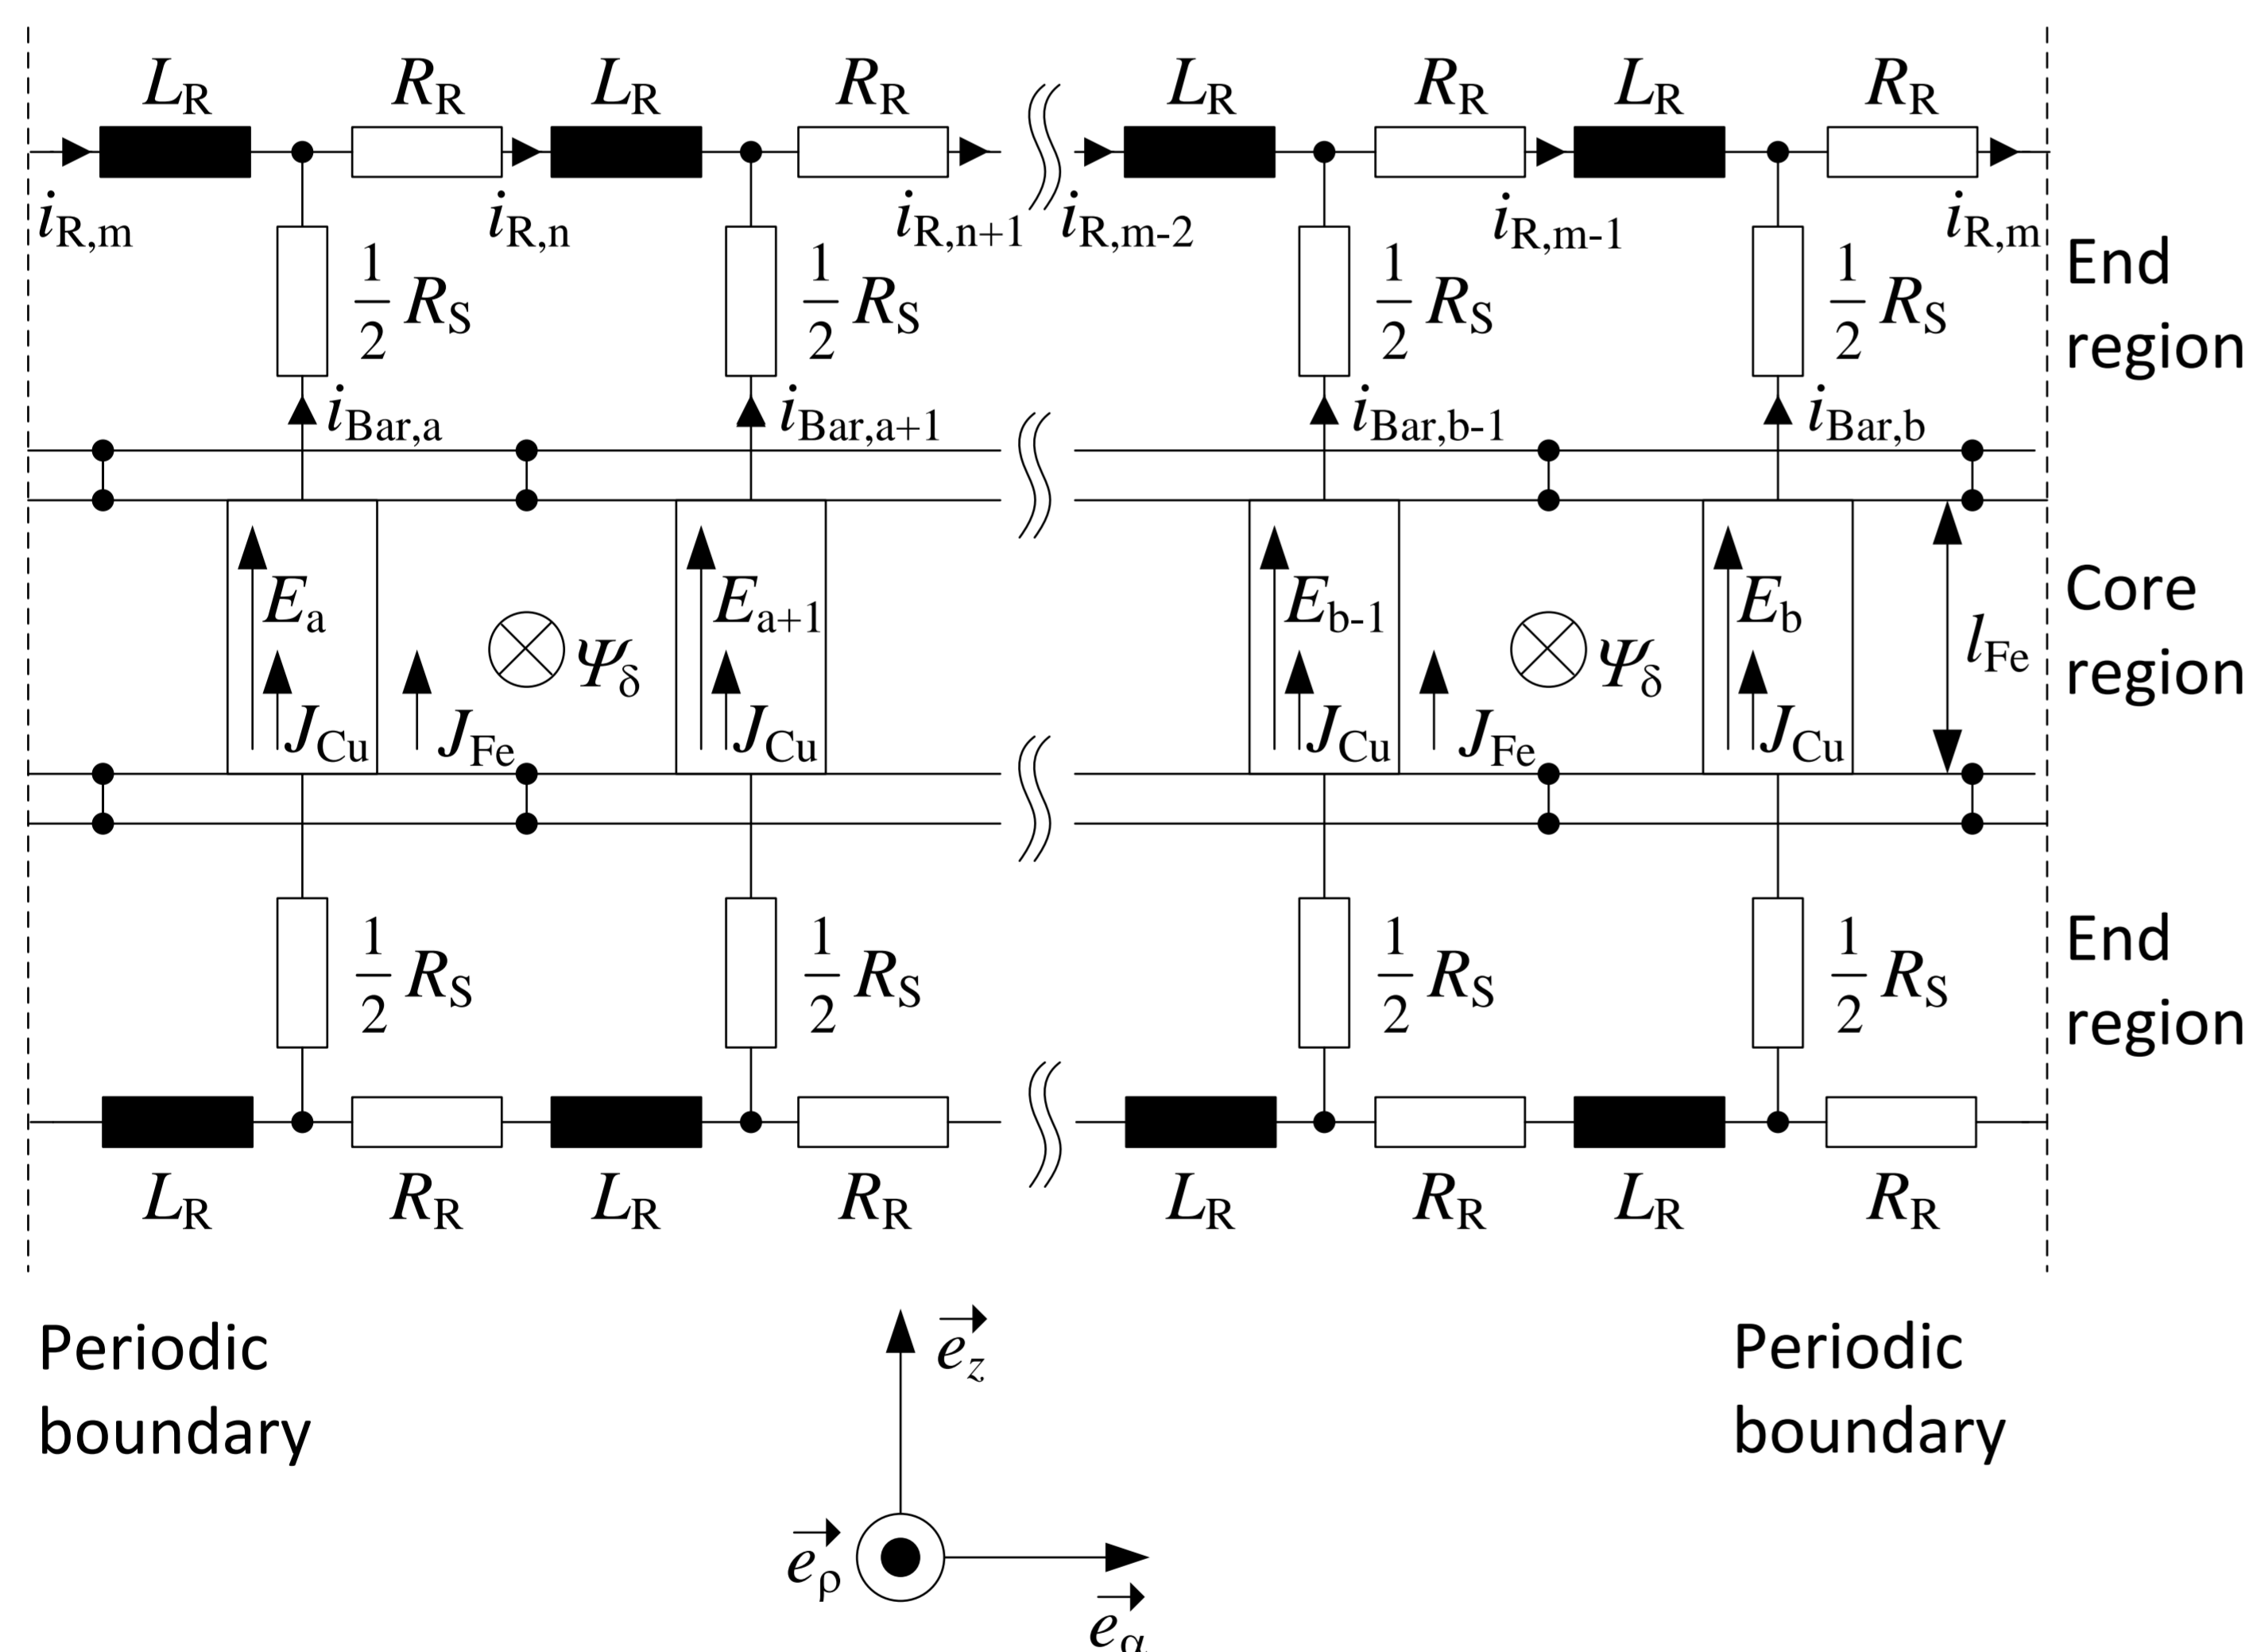 L_R R_R L_R R_R L_R R_R L_R R_R
i_R,m i_R,n i_R,n+1 i_R,m-2 i_R,m-1 i_R,m
1/2 R_S 1/2 R_S 1/2 R_S 1/2 R_S
End
region
i_Bar,a i_Bar,a+1 i_Bar,b-1 i_Bar,b
E_a E_a+1 E_b-1 E_b
Ψ_δ Ψ_δ l_Fe
J_Cu J_Fe J_Cu J_Cu J_Fe J_Cu
Core
region
1/2 R_S 1/2 R_S 1/2 R_S 1/2 R_S
End
region
L_R R_R L_R R_R L_R R_R L_R R_R
Periodic
boundary
Periodic
boundary
e_z
e_ρ
e_α